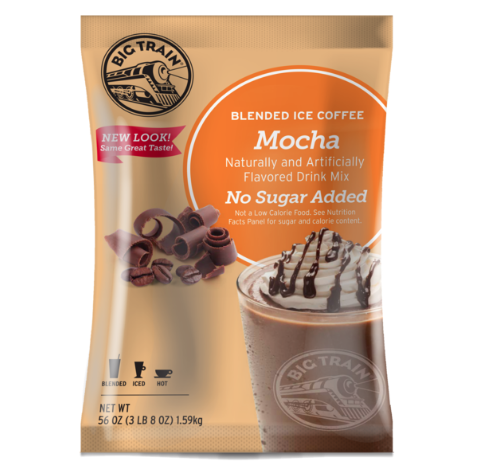 BIG TRAIN
BLENDED ICE COFFEE
NEW LOOK!
Same Great Taste!
Mocha
Naturally and Artificially
Flavored Drink Mix
No Sugar Added
Not a Low Calorie Food. See Nutrition
Facts Panel for sugar and calorie content.
BIG TRAIN
BLENDED ICED HOT
NET WT
56 OZ (3 LB 8 OZ) 1.59kg